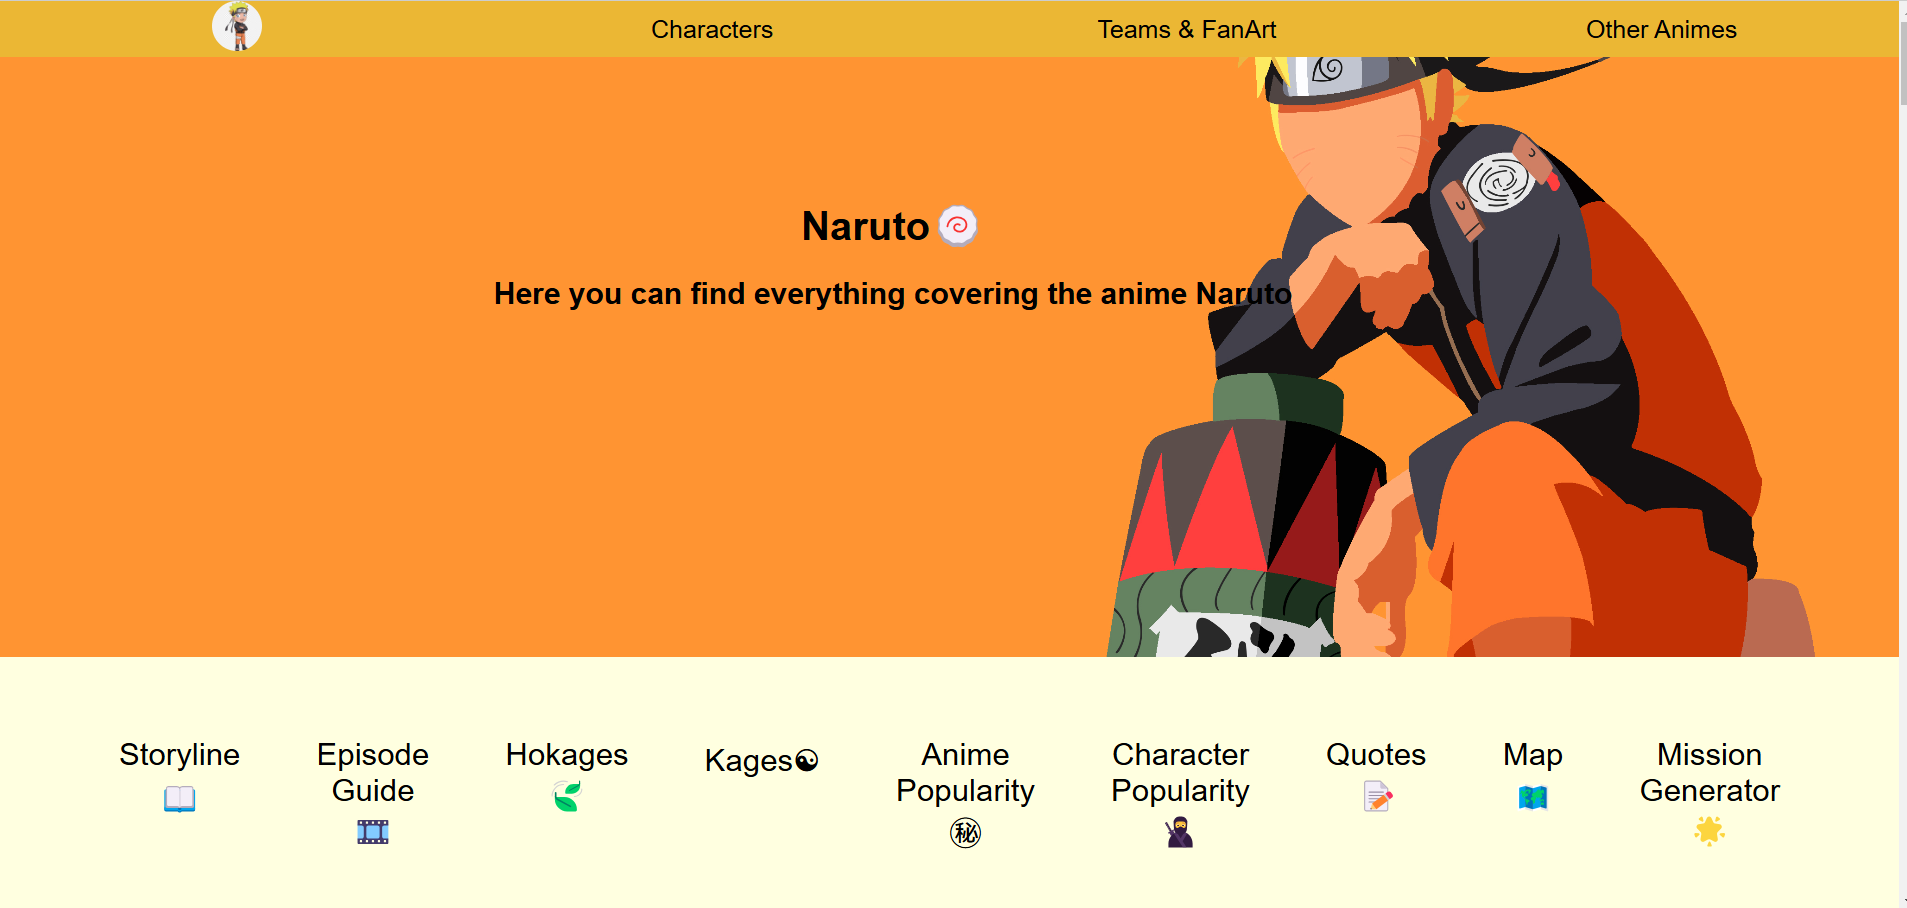 Characters
Teams & FanArt
Other Animes
Naruto🍥
Here you can find everything covering the anime Naruto
Storyline
📖
Episode
Guide
🎞️
Hokages
🍃
Kages☯
Anime
Popularity
㊙
Character
Popularity
🥷
Quotes
📝
Map
🗺️
Mission
Generator
🌟